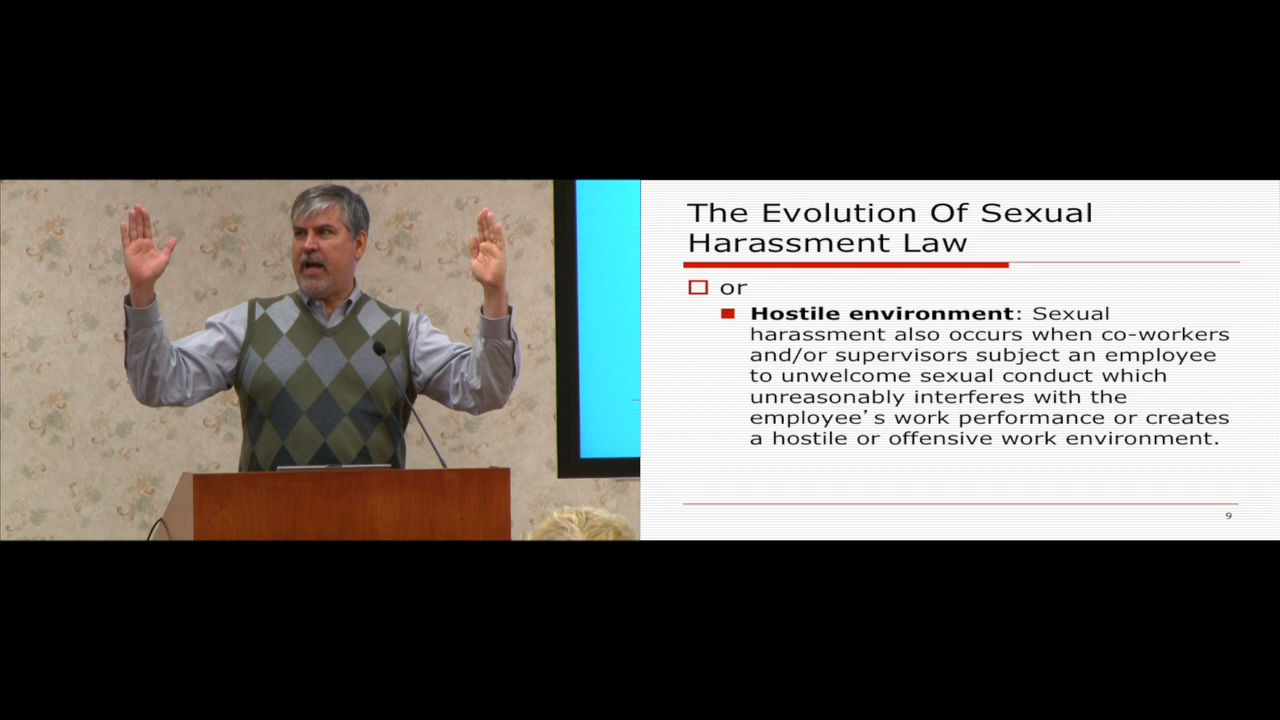 The Evolution Of Sexual
Harassment Law
or
Hostile environment: Sexual
harassment also occurs when co-workers
and/or supervisors subject an employee
to unwelcome sexual conduct which
unreasonably interferes with the
employee’s work performance or creates
a hostile or offensive work environment.
9